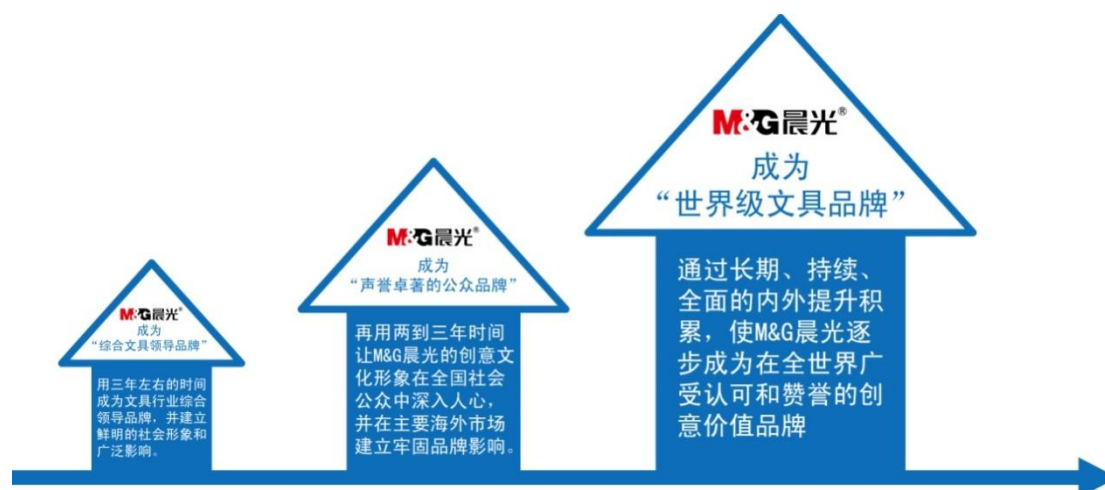 M&G晨光®
成为
“综合文具领导品牌”
用三年左右的时间
成为文具行业综合
领导品牌，并建立
鲜明的社会形象和
广泛影响。
M&G晨光®
成为
“声誉卓著的公众品牌”
再用两到三年时间
让M&G晨光的创意文
化形象在全国社会
公众中深入人心，
并在主要海外市场
建立牢固品牌影响。
M&G晨光®
成为
“世界级文具品牌”
通过长期、持续、
全面的内外提升积
累，使M&G晨光逐
步成为在全世界广
受认可和赞誉的创
意价值品牌